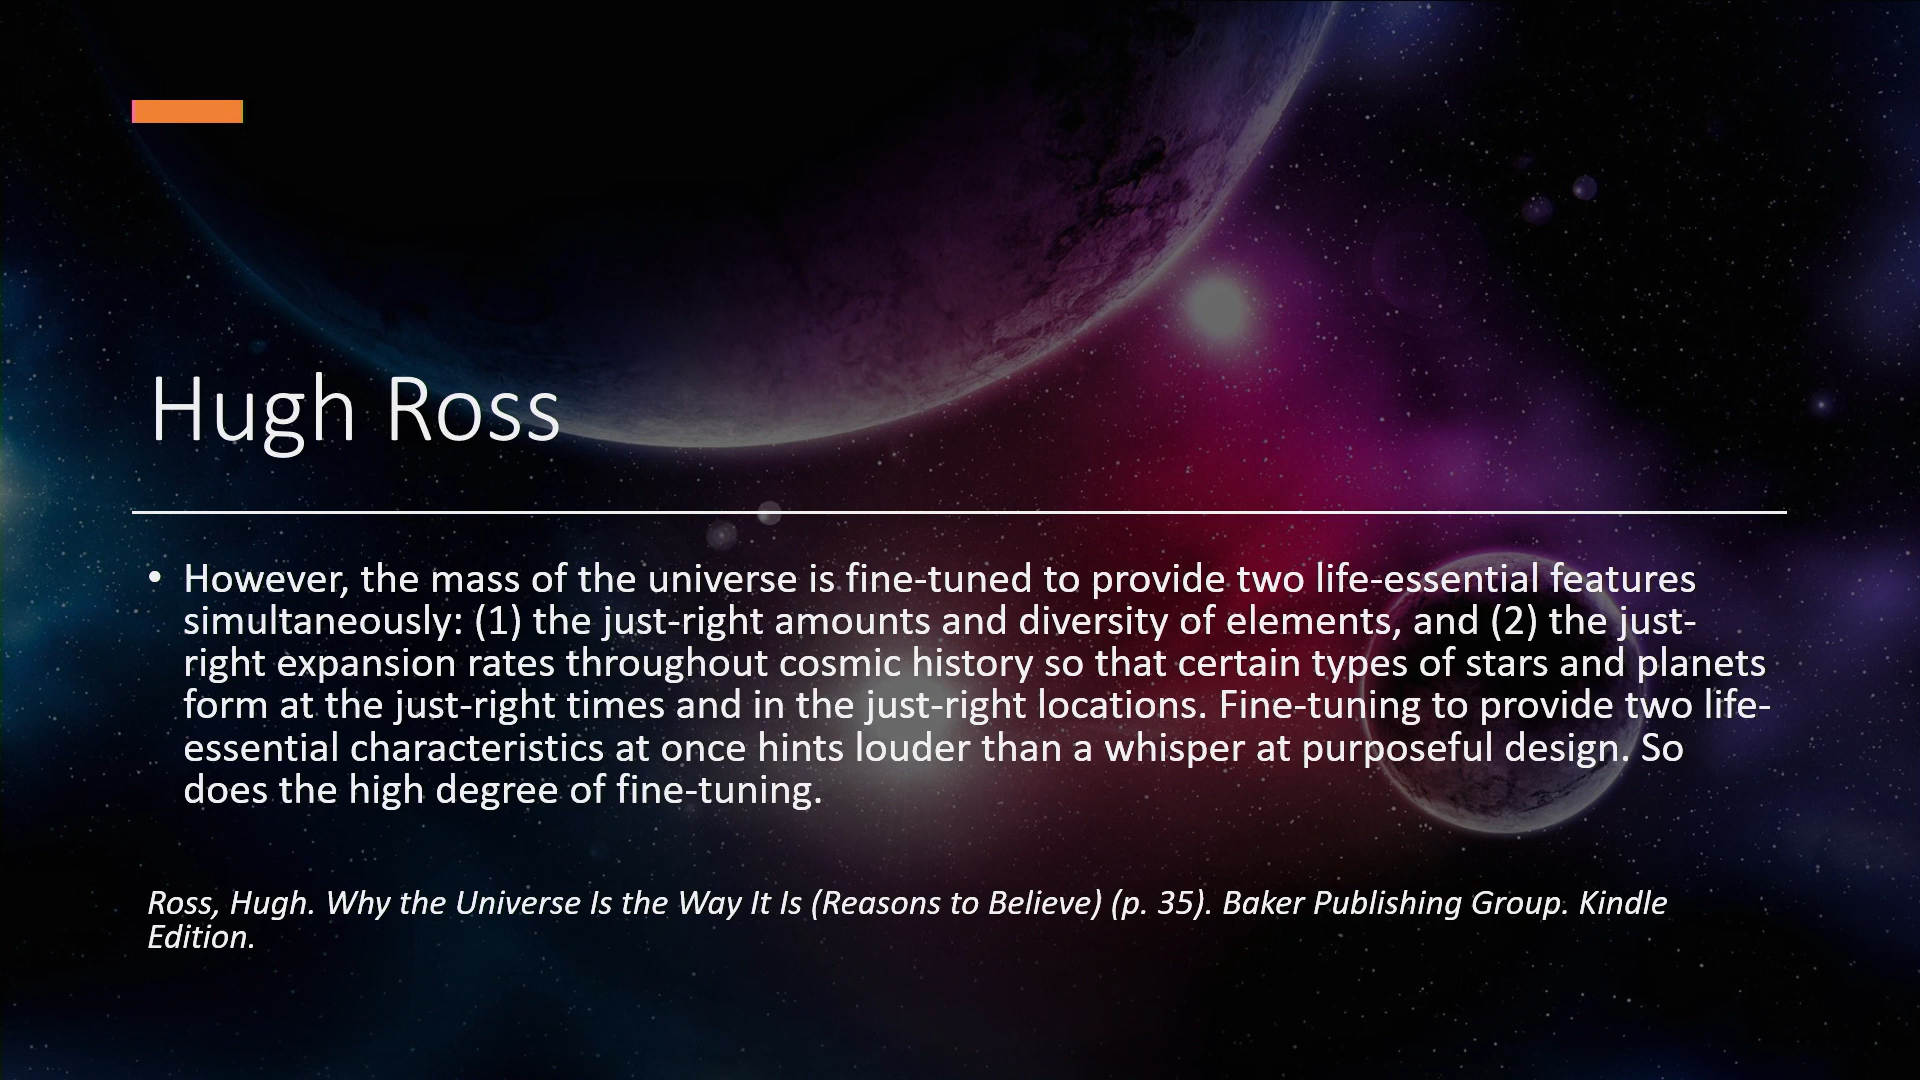 Hugh Ross
• However, the mass of the universe is fine-tuned to provide two life-essential features
simultaneously: (1) the just-right amounts and diversity of elements, and (2) the just-
right expansion rates throughout cosmic history so that certain types of stars and planets
form at the just-right times and in the just-right locations. Fine-tuning to provide two life-
essential characteristics at once hints louder than a whisper at purposeful design. So
does the high degree of fine-tuning.
Ross, Hugh. Why the Universe Is the Way It Is (Reasons to Believe) (p. 35). Baker Publishing Group. Kindle
Edition.